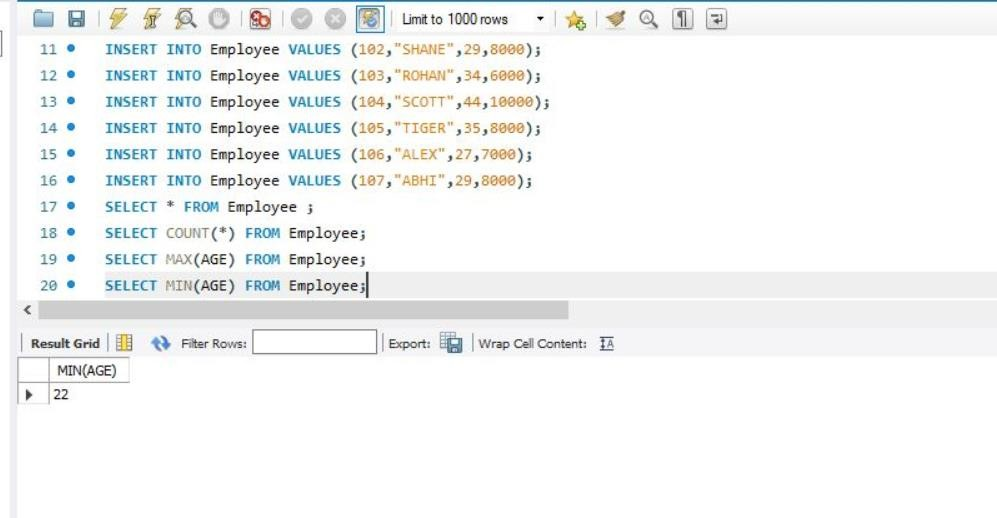 Limit to 1000 rows
11 INSERT INTO Employee VALUES (102,"SHANE",29,8000);
12 INSERT INTO Employee VALUES (103,"ROHAN",34,6000);
13 INSERT INTO Employee VALUES (104,"SCOTT",44,10000);
14 INSERT INTO Employee VALUES (105,"TIGER",35,8000);
15 INSERT INTO Employee VALUES (106,"ALEX",27,7000);
16 INSERT INTO Employee VALUES (107,"ABHI",29,8000);
17 SELECT * FROM Employee ;
18 SELECT COUNT(*) FROM Employee;
19 SELECT MAX(AGE) FROM Employee;
20 SELECT MIN(AGE) FROM Employee;
Result Grid Filter Rows: Export: Wrap Cell Content:
MIN(AGE)
22